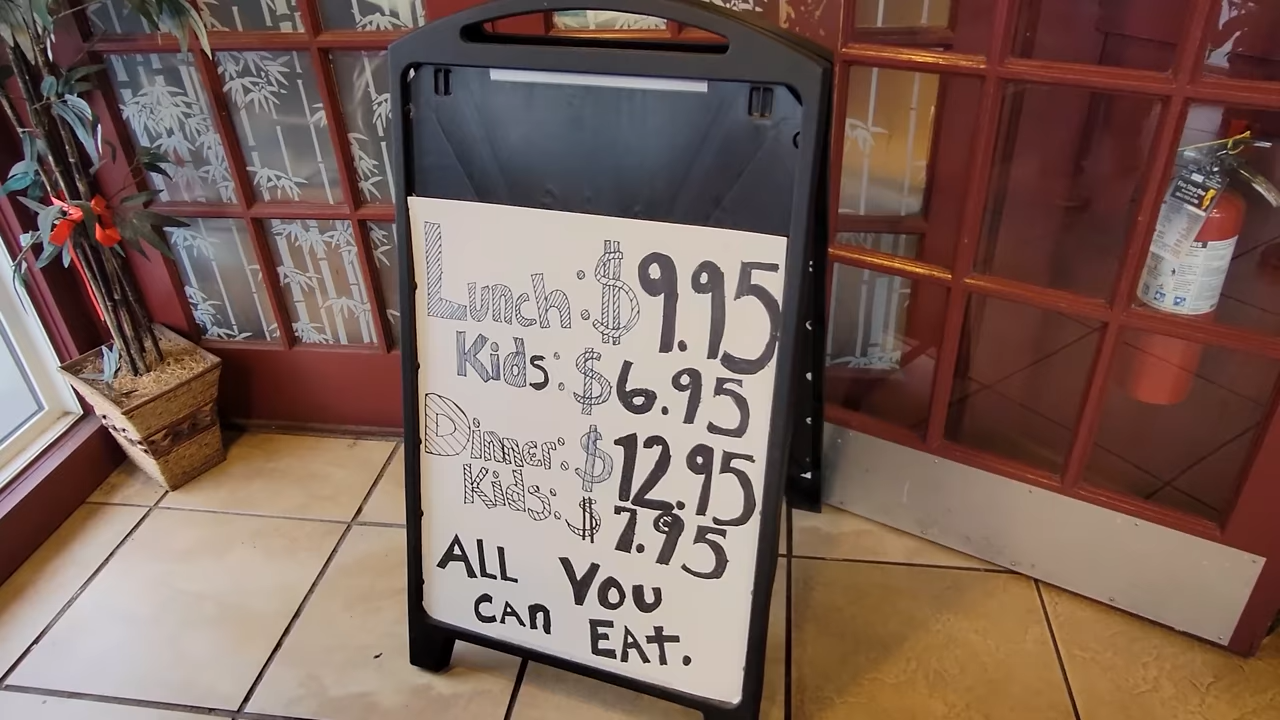 Lunch: $9.95
Kids: $6.95
Dinner: $12.95
Kids: $7.95
ALL YOU
CAN EAT.